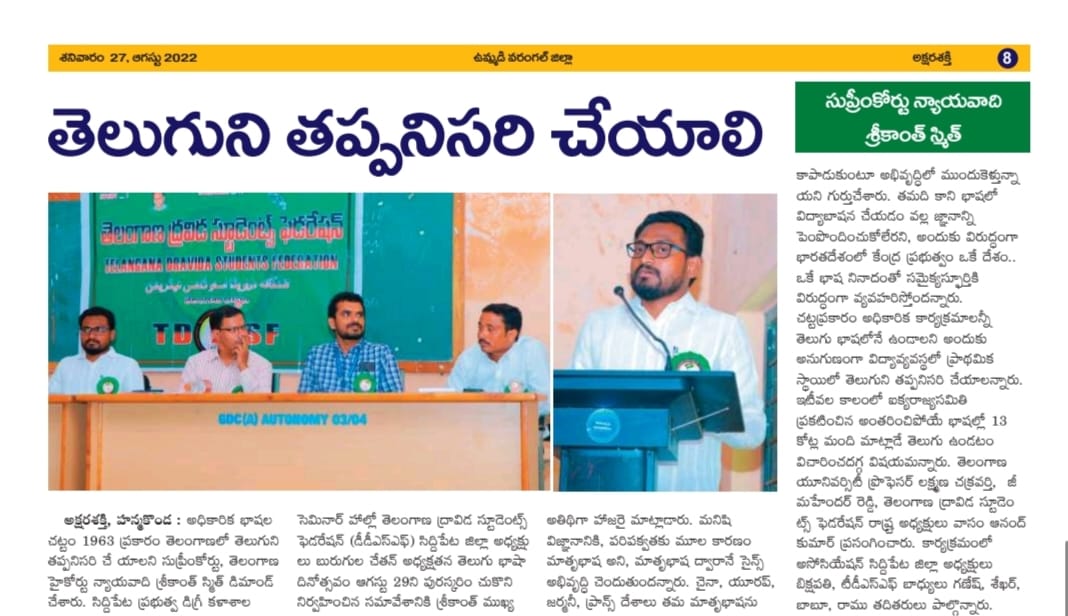 శనివారం 27, ఆగస్టు 2022
ఉమ్మడి వరంగల్ జిల్లా
అక్షరశక్తి
8
తెలుగుని తప్పనిసరి చేయాలి
తెలంగాణ ద్రవిడ స్టూడెంట్స్ ఫెడరేషన్
TELANGANA DRAVIDA STUDENTS FEDERATION
GDC(A) AUTONOMY 03/04
అక్షరశక్తి, హన్మకొండ : అధికారిక భాషల
చట్టం 1963 ప్రకారం తెలంగాణలో తెలుగుని
తప్పనిసరి చే యాలని సుప్రీంకోర్టు, తెలంగాణ
హైకోర్టు న్యాయవాది శ్రీకాంత్ స్మిత్ డిమాండ్
చేశారు. సిద్దిపేట ప్రభుత్వ డిగ్రీ కళాశాల
సెమినార్ హాల్లో తెలంగాణ ద్రావిడ స్టూడెంట్స్
ఫెడరేషన్ (డీడీఎస్ఎఫ్) సిద్దిపేట జిల్లా అధ్యక్షు
లు బురుగుల చేతన్ అధ్యక్షతన తెలుగు భాషా
దినోత్సవం ఆగస్టు 29ని పురస్కరిం చుకొని
నిర్వహించిన సమావేశానికి శ్రీకాంత్ ముఖ్య
అతిథిగా హాజరై మాట్లాడారు. మనిషి
విజ్ఞానానికి, పరిపక్వతకు మూల కారణం
మాతృభాష అని, మాతృభాష ద్వారానే సైన్స్
అభివృద్ధి చెందుతుందన్నారు. చైనా, యూరప్,
జర్మనీ, ఫ్రాన్స్ దేశాలు తమ మాతృభాషను
సుప్రీంకోర్టు న్యాయవాది
శ్రీకాంత్ స్మిత్
కాపాడుకుంటూ అభివృద్ధిలో ముందుకెళ్తున్నా
యని గుర్తుచేశారు. తమది కాని భాషలో
విద్యాబాషన చేయడం వల్ల జ్ఞానాన్ని
పెంపొందించుకోలేరని, అందుకు విరుద్ధంగా
భారతదేశంలో కేంద్ర ప్రభుత్వం ఒకే దేశం..
ఒకే భాష నినాదంతో సమైక్యస్ఫూర్తికి
విరుద్ధంగా వ్యవహరిస్తోందన్నారు.
చట్టప్రకారం అధికారిక కార్యక్రమాలన్నీ
తెలుగు భాషలోనే ఉండాలని అందుకు
అనుగుణంగా విద్యావ్యవస్థలో ప్రాథమిక
స్థాయిలో తెలుగుని తప్పనిసరి చేయాలన్నారు.
ఇటీవల కాలంలో ఐక్యరాజ్యసమితి
ప్రకటించిన అంతరించిపోయే భాషల్లో 13
కోట్ల మంది మాట్లాడే తెలుగు ఉండటం
విచారించదగ్గ విషయమన్నారు. తెలంగాణ
యూనివర్సిటీ ప్రొఫెసర్ లక్ష్మణ చక్రవర్తి, జీ
మహేందర్ రెడ్డి, తెలంగాణ ద్రావిడ స్టూడెం
ట్స్ ఫెడరేషన్ రాష్ట్ర అధ్యక్షులు వాసం ఆనంద్
కుమార్ ప్రసంగించారు. కార్యక్రమంలో
అసోసియేషన్ సిద్దిపేట జిల్లా అధ్యక్షులు
బిక్షపతి, టీడీఎస్ఎఫ్ బాధ్యులు గణేష్, శేఖర్,
బాబూ, రాము తదితరులు పాల్గొన్నారు.